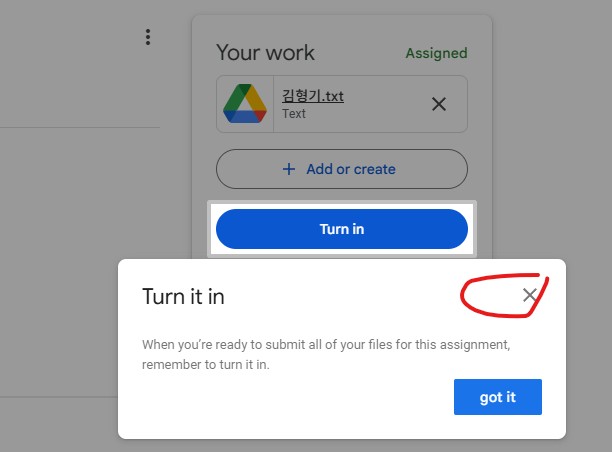 Your work
Assigned
김형기.txt
Text
+ Add or create
Turn in
Turn it in
When you're ready to submit all of your files for this assignment,
remember to turn it in.
got it